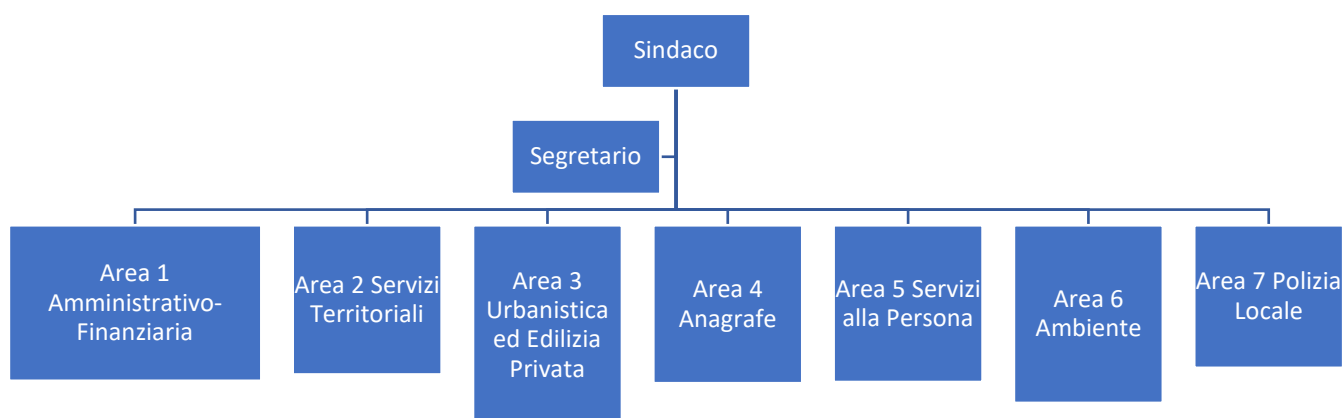 Sindaco
Segretario
Area 1
Amministrativo-
Finanziaria
Area 2 Servizi
Territoriali
Area 3
Urbanistica
ed Edilizia
Privata
Area 4
Anagrafe
Area 5 Servizi
alla Persona
Area 6
Ambiente
Area 7 Polizia
Locale